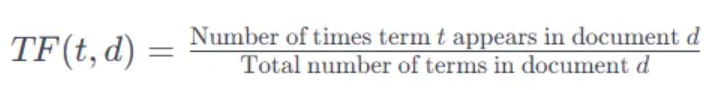 TF(t, d) = Number of times term t appears in document d
Total number of terms in document d